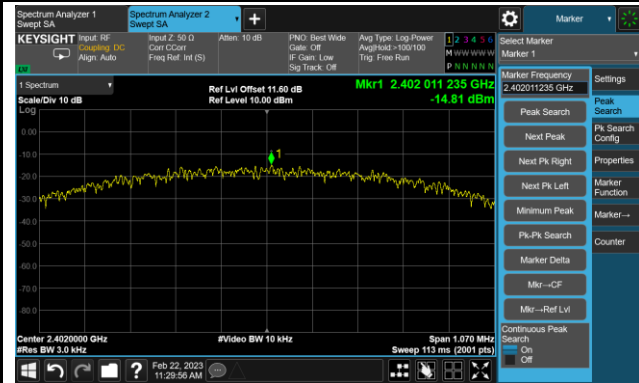 Spectrum Analyzer 1
Swept SA
Spectrum Analyzer 2
Swept SA
+
Marker
KEYSIGHT
Input: RF
Coupling: DC
Align: Auto
Input Z: 50 Ω
Corr CCorr
Freq Ref: Int (S)
Atten: 10 dB
PNO: Best Wide
Gate: Off
IF Gain: Low
Sig Track: Off
Avg Type: Log-Power
Avg|Hold:>100/100
Trig: Free Run
1 2 3 4 5 6
M W W W W W
P N N N N N
Select Marker
Marker 1
1 Spectrum
Scale/Div 10 dB
Log
Ref Lvl Offset 11.60 dB
Ref Level 10.00 dBm
Mkr1 2.402 011 235 GHz
-14.81 dBm
0.00
-10.0
-20.0
-30.0
-40.0
-50.0
-60.0
-70.0
-80.0
1
Center 2.4020000 GHz
#Res BW 3.0 kHz
#Video BW 10 kHz
Span 1.070 MHz
Sweep 113 ms (2001 pts)
Marker Frequency
2.402011235 GHz
Peak Search
Next Peak
Next Pk Right
Next Pk Left
Minimum Peak
Pk-Pk Search
Marker Delta
Mkr→CF
Mkr→Ref Lvl
Continuous Peak
Search
On
Off
Settings
Peak
Search
Pk Search
Config
Properties
Marker
Function
Marker→
Counter
?
Feb 22, 2023
11:29:56 AM